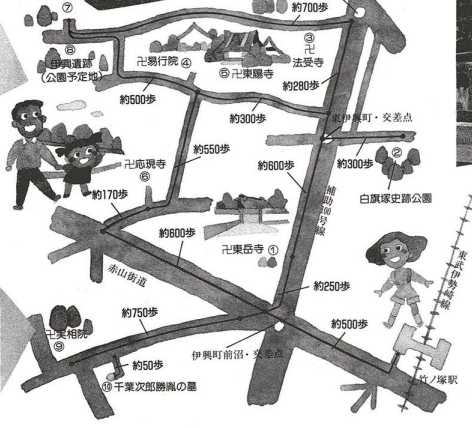 ⑦
約700歩
⑧
伊興遺跡
(公園予定地)
卍易行院 ④
③
卍
法受寺
⑤卍東陽寺
約280歩
約500歩
約300歩
東伊興町・交差点
約550歩
約300歩
②
白旗塚史跡公園
卍応現寺
⑥
約170歩
約600歩
補助100号線
約600歩
卍東岳寺 ①
赤山街道
東武伊勢崎線
約250歩
約750歩
約500歩
卍実相院
⑨
伊興町前沼・交差点
約50歩
⑩千葉次郎勝胤の墓
竹ノ塚駅